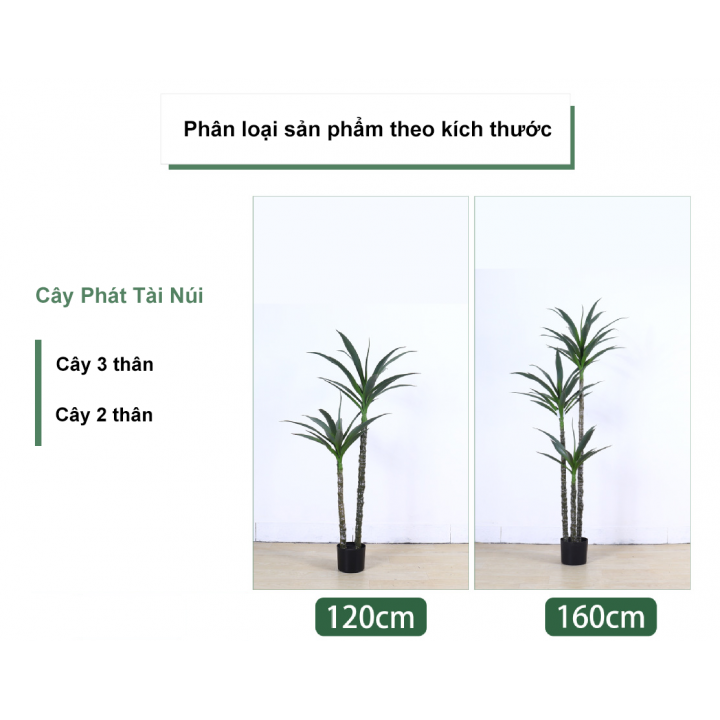 Phân loại sản phẩm theo kích thước
Cây Phát Tài Núi
Cây 3 thân
Cây 2 thân
120cm
160cm